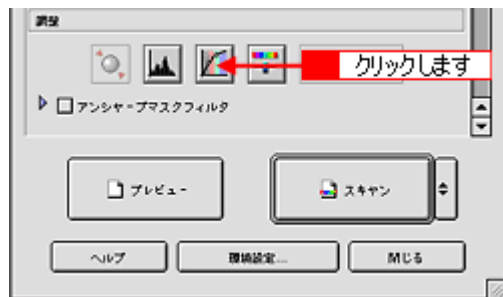 調整
クリックします
アンシャープマスクフィルタ
プレビュー
スキャン
ヘルプ
環境設定...
閉じる